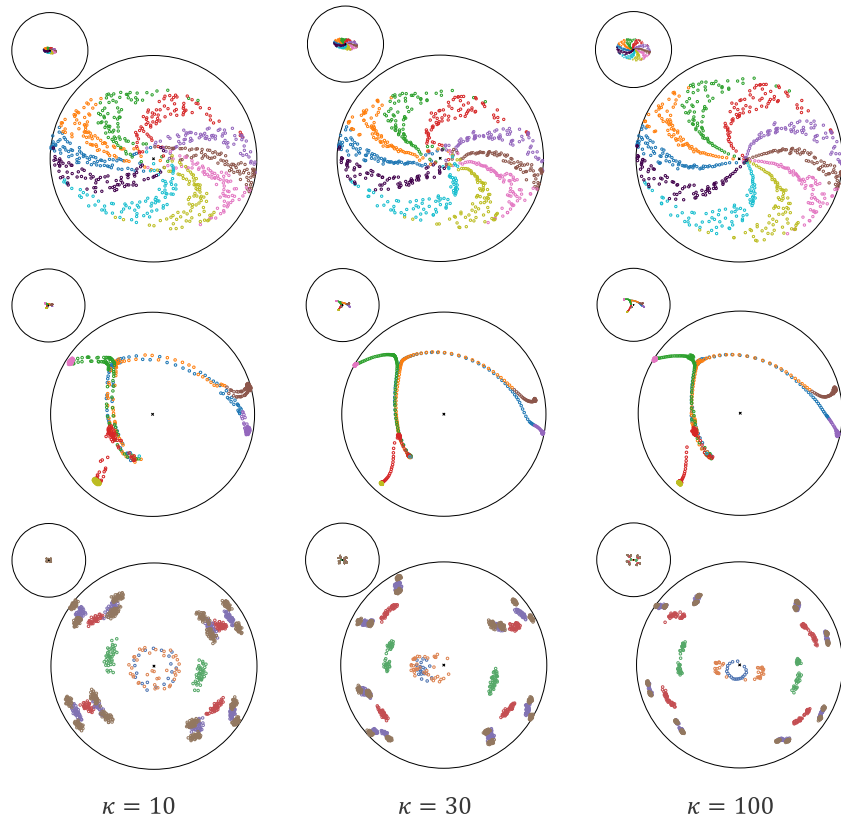 κ = 10
κ = 30
κ = 100